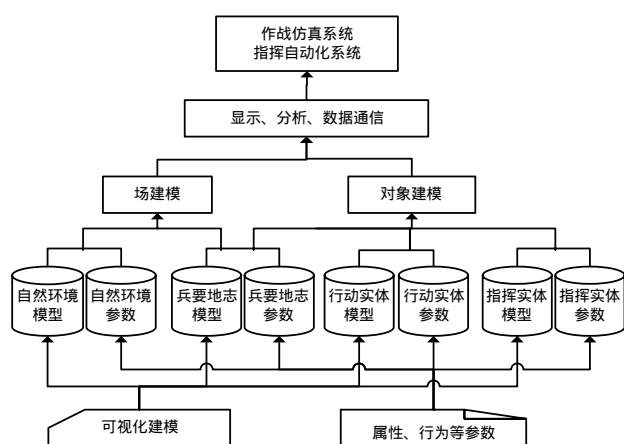 作战仿真系统
指挥自动化系统
显示、分析、数据通信
场建模
对象建模
自然环境
模型
自然环境
参数
兵要地志
模型
兵要地志
参数
行动实体
模型
行动实体
参数
指挥实体
模型
指挥实体
参数
可视化建模
属性、行为等参数